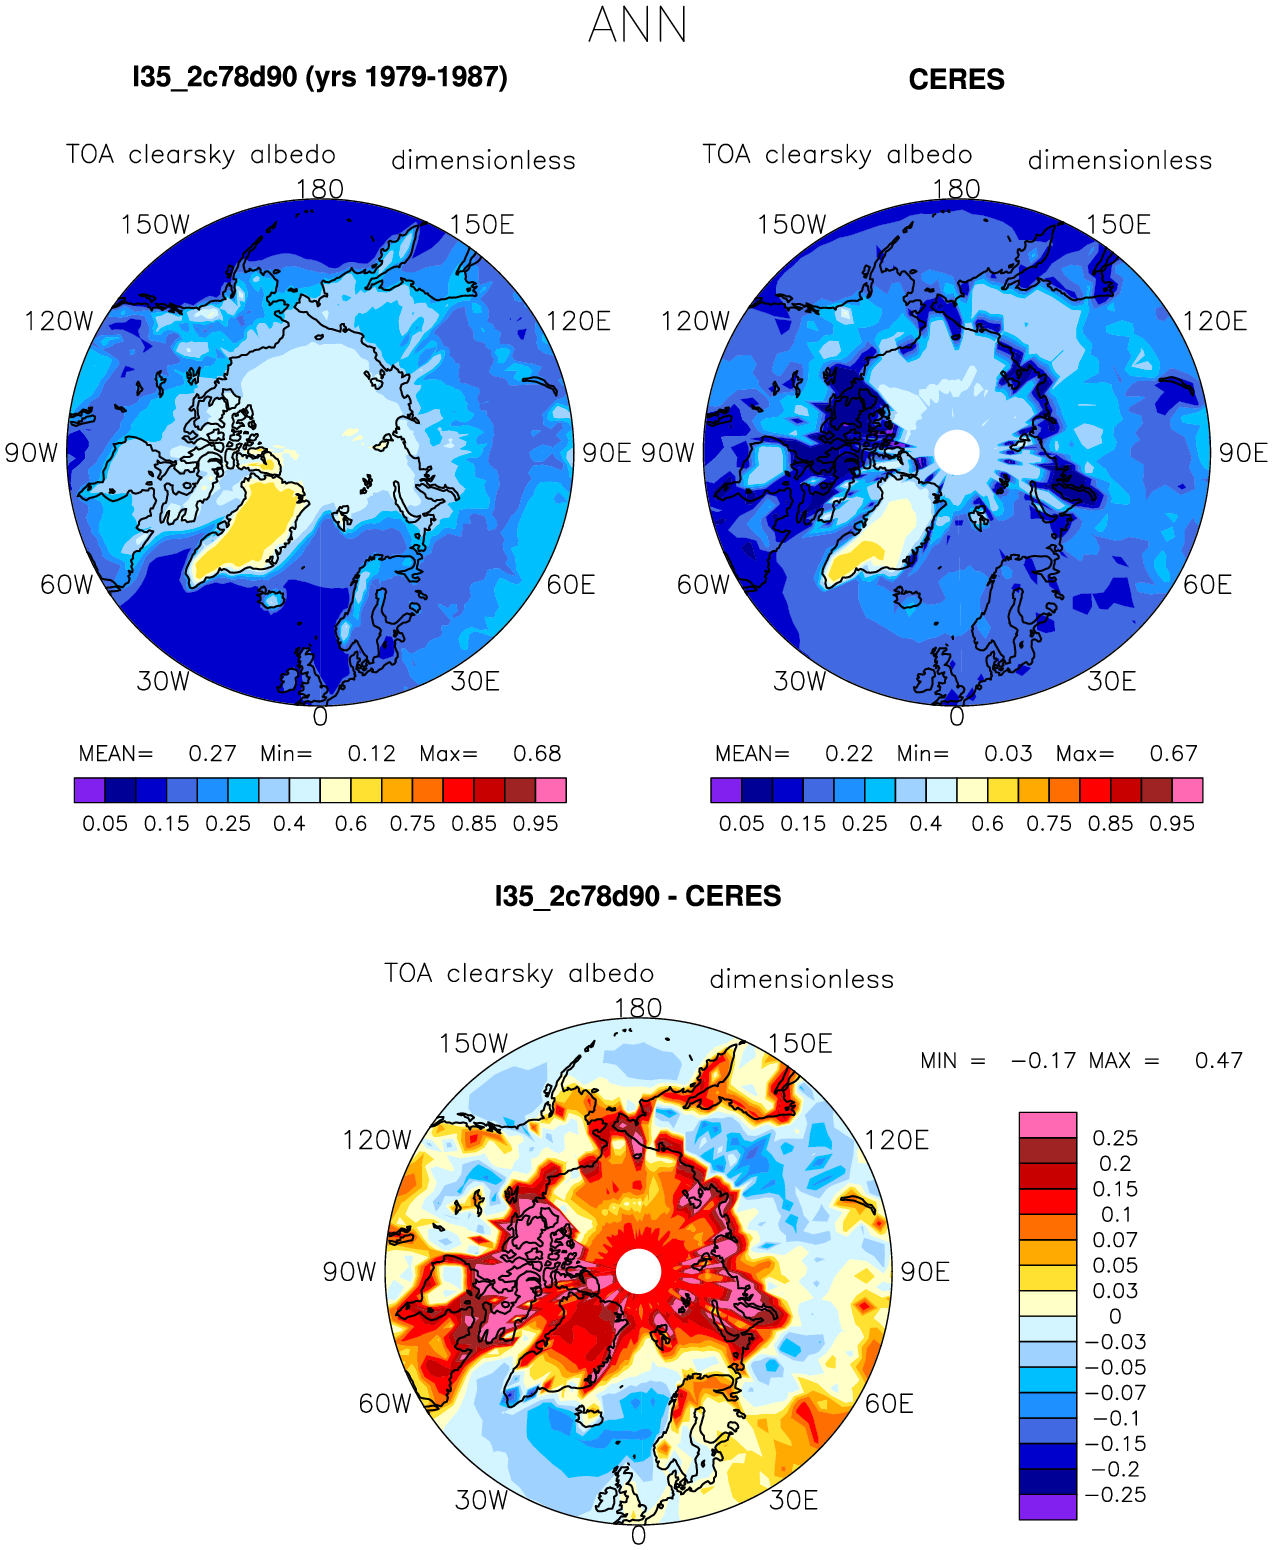 ANN
I35_2c78d90 (yrs 1979-1987)
CERES
TOA clearsky albedo dimensionless
TOA clearsky albedo dimensionless
180
150W 150E
120W 120E
90W 90E
60W 60E
30W 30E
0
180
150W 150E
120W 120E
90W 90E
60W 60E
30W 30E
0
MEAN= 0.27 Min= 0.12 Max= 0.68
0.05 0.15 0.25 0.4 0.6 0.75 0.85 0.95
MEAN= 0.22 Min= 0.03 Max= 0.67
0.05 0.15 0.25 0.4 0.6 0.75 0.85 0.95
I35_2c78d90 - CERES
TOA clearsky albedo dimensionless
180
150W 150E
120W 120E
90W 90E
60W 60E
30W 30E
0
MIN = -0.17 MAX = 0.47
0.25
0.2
0.15
0.1
0.07
0.05
0.03
0
-0.03
-0.05
-0.07
-0.1
-0.15
-0.2
-0.25